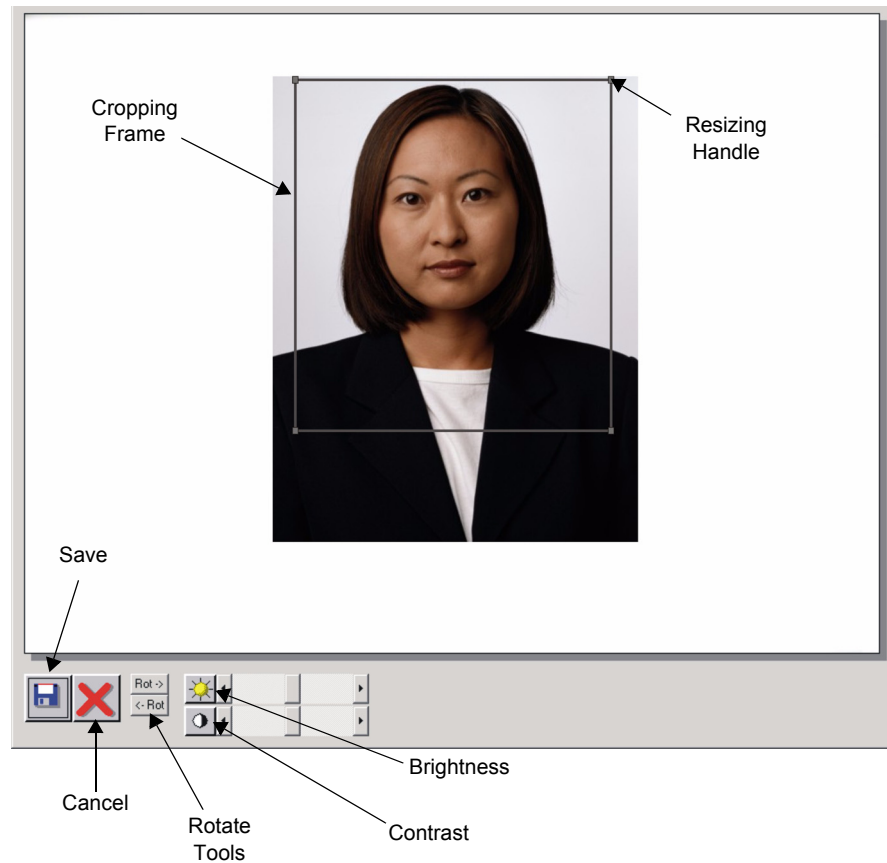 Cropping
Frame
Resizing
Handle
Save
Rot ->
<- Rot
Brightness
Cancel
Rotate
Tools
Contrast